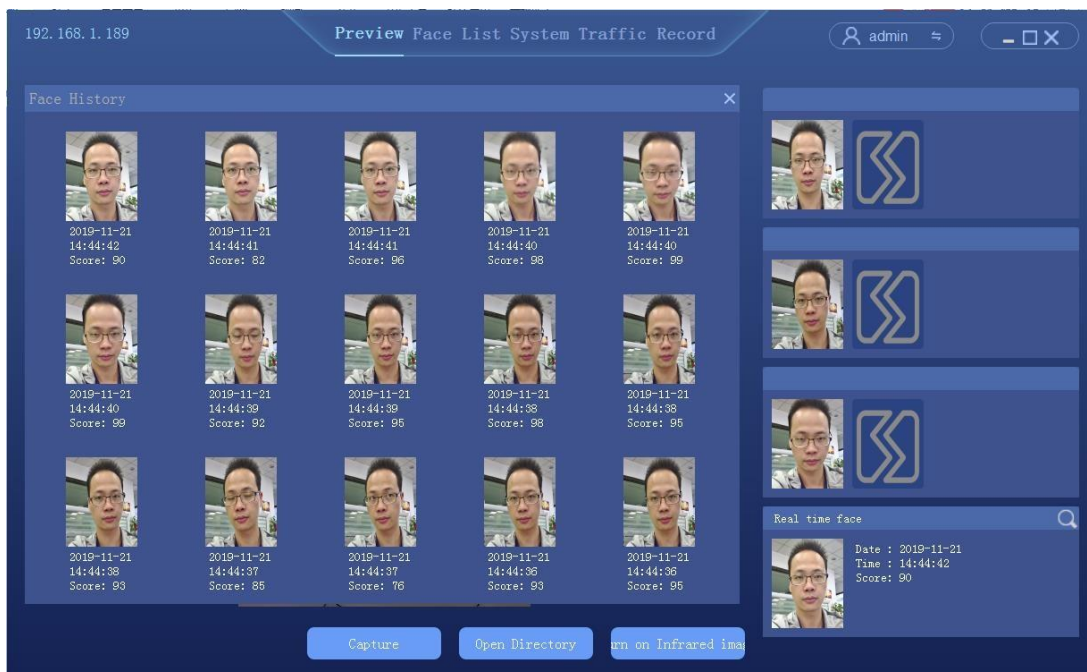 192.168.1.189
Preview Face List System Traffic Record
admin
Face History
2019-11-21
14:44:42
Score: 90
2019-11-21
14:44:41
Score: 82
2019-11-21
14:44:41
Score: 96
2019-11-21
14:44:40
Score: 98
2019-11-21
14:44:40
Score: 99
2019-11-21
14:44:40
Score: 99
2019-11-21
14:44:39
Score: 92
2019-11-21
14:44:39
Score: 95
2019-11-21
14:44:38
Score: 98
2019-11-21
14:44:38
Score: 95
2019-11-21
14:44:38
Score: 93
2019-11-21
14:44:37
Score: 85
2019-11-21
14:44:37
Score: 76
2019-11-21
14:44:36
Score: 93
2019-11-21
14:44:36
Score: 95
Real time face
Date : 2019-11-21
Time : 14:44:42
Score: 90
Capture
Open Directory
urn on Infrared imag